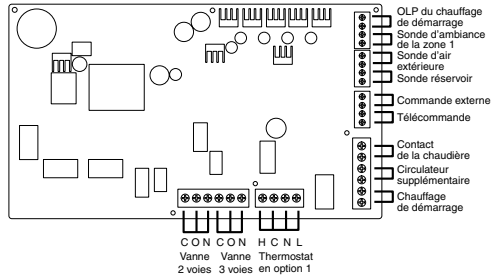 OLP du chauffage
de démarrage
Sonde d'ambiance
de la zone 1
Sonde d'air
extérieure
Sonde réservoir
Commande externe
Télécommande
Contact
de la chaudière
Circulateur
supplémentaire
Chauffage
de démarrage
C O N C O N H C N L
Vanne Vanne Thermostat
2 voies 3 voies en option 1